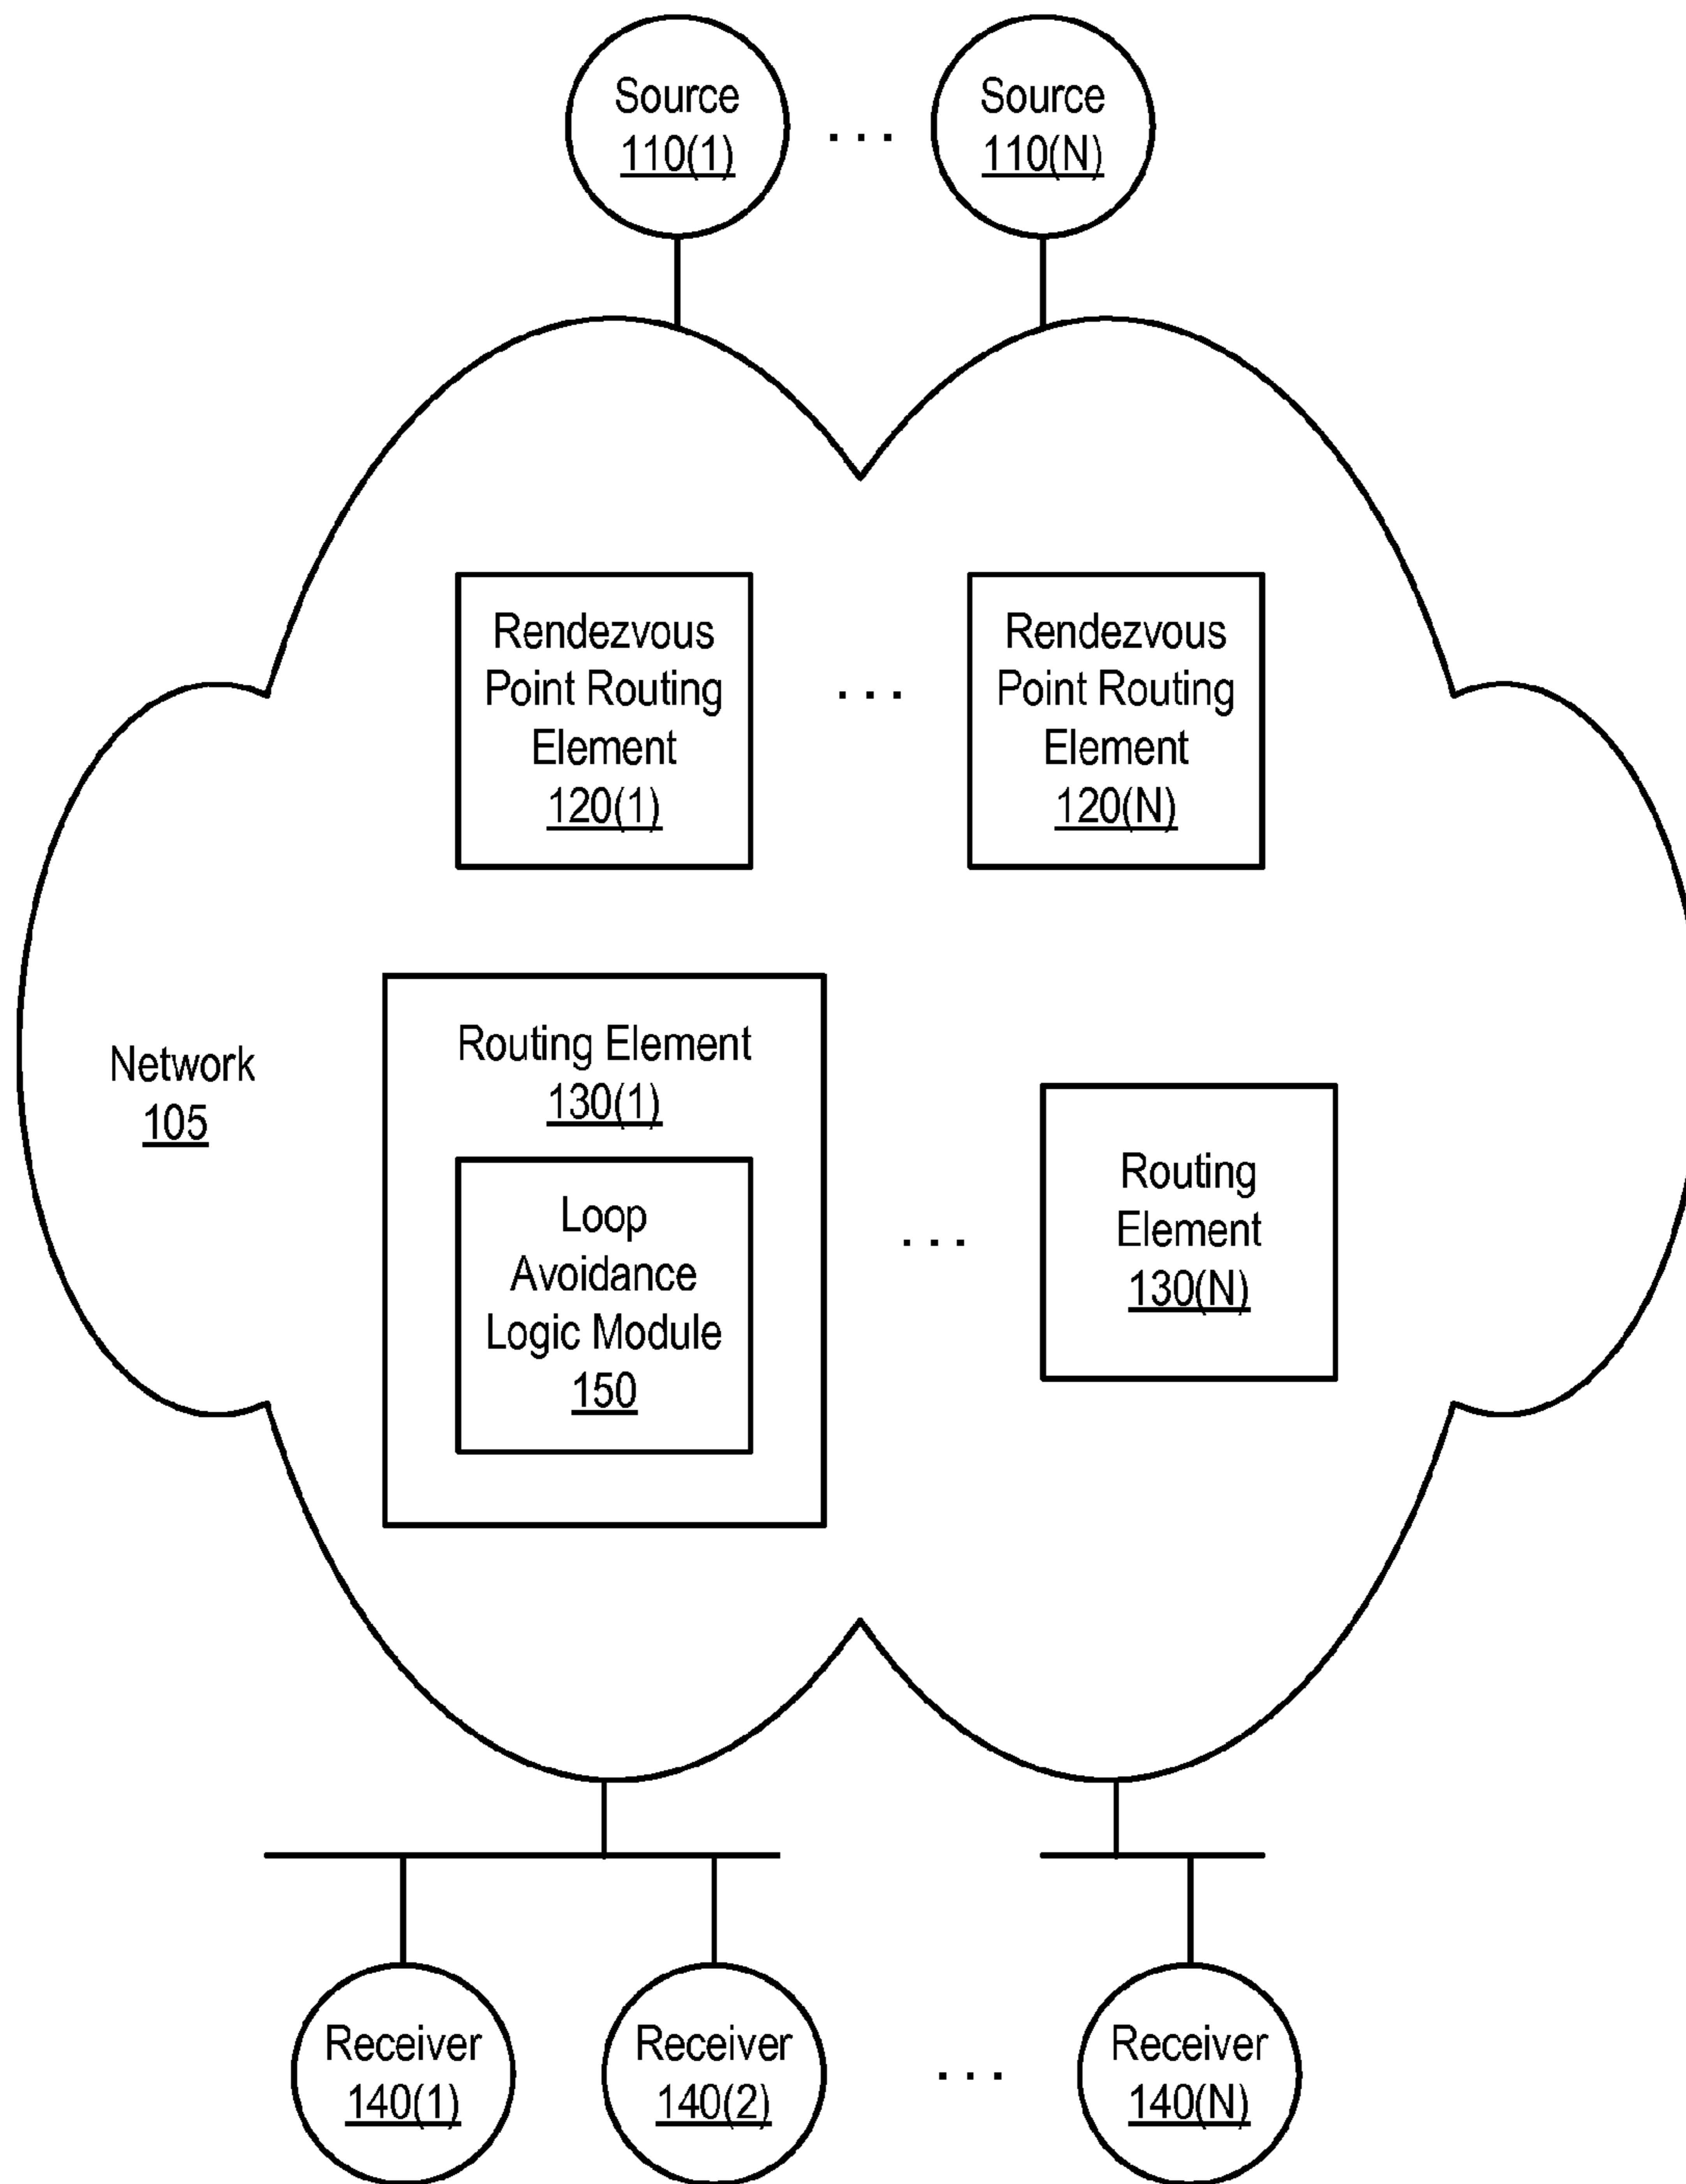 Source
110(1)
...
Source
110(N)
Rendezvous
Point Routing
Element
120(1)
...
Rendezvous
Point Routing
Element
120(N)
Network
105
Routing Element
130(1)
Loop
Avoidance
Logic Module
150
...
Routing
Element
130(N)
Receiver
140(1)
Receiver
140(2)
...
Receiver
140(N)